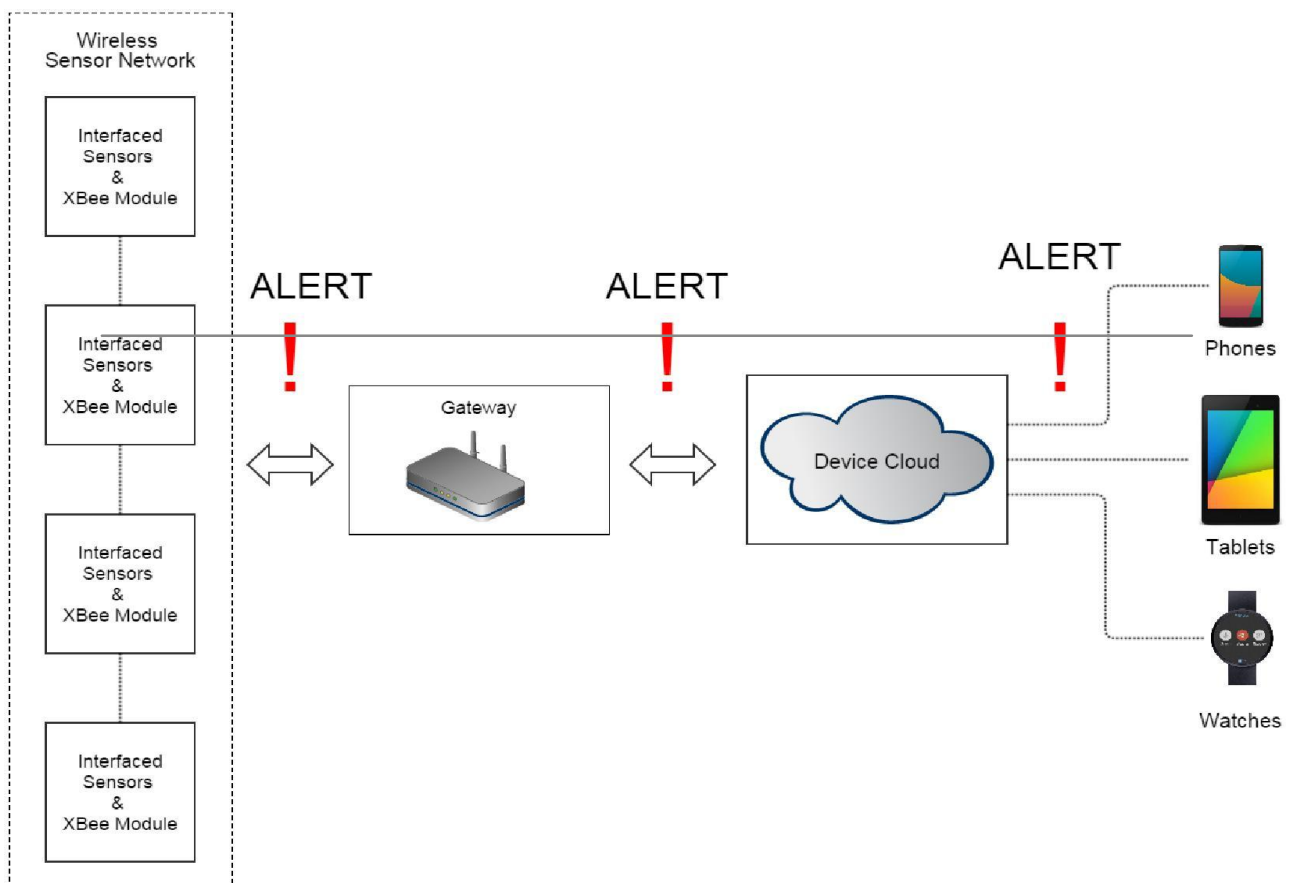 Wireless
Sensor Network
Interfaced
Sensors
&
XBee Module
Interfaced
Sensors
&
XBee Module
Interfaced
Sensors
&
XBee Module
Interfaced
Sensors
&
XBee Module
ALERT
!
Gateway
ALERT
!
Device Cloud
ALERT
!
Phones
Tablets
Watches